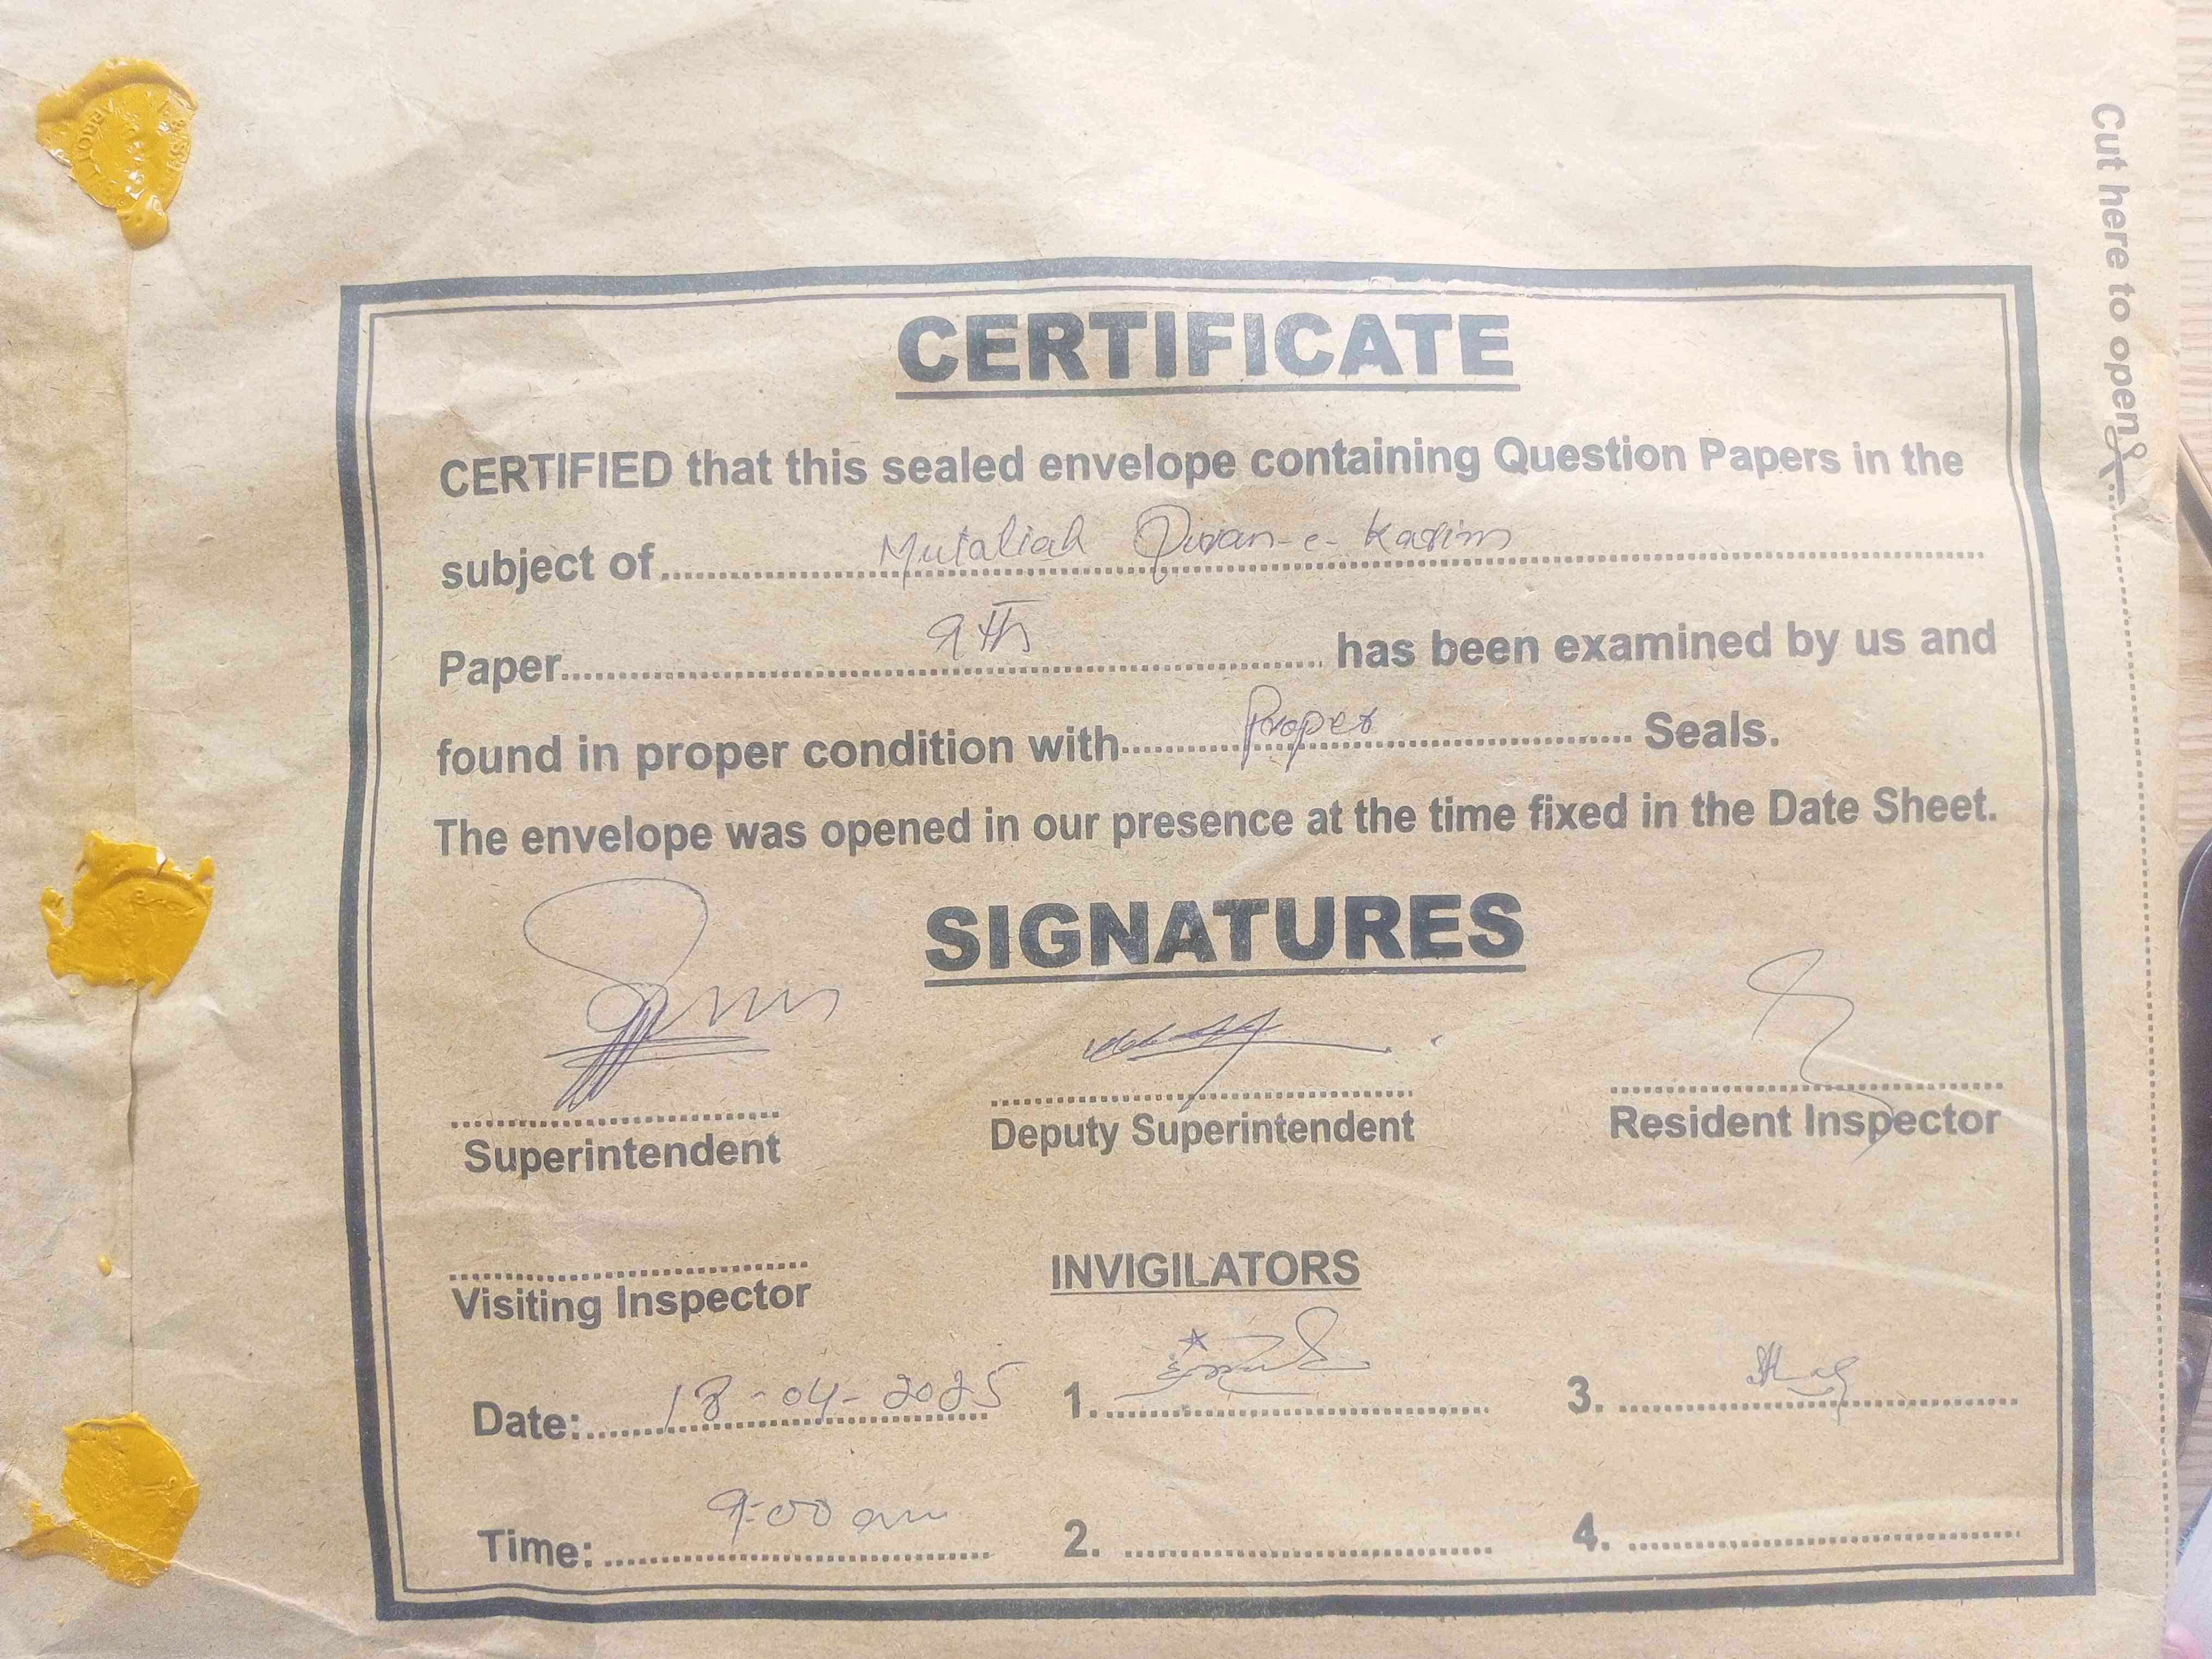 CERTIFICATE
CERTIFIED that this sealed envelope containing Question Papers in the
subject of Mutaliah Quran-e-Karim
Paper 9th has been examined by us and
found in proper condition with Proper Seals.
The envelope was opened in our presence at the time fixed in the Date Sheet.
SIGNATURES
Superintendent
Deputy Superintendent
Resident Inspector
Visiting Inspector
INVIGILATORS
Date: 18-04-2025
1.
3.
Time: 9:00 am
2.
4.
Cut here to open